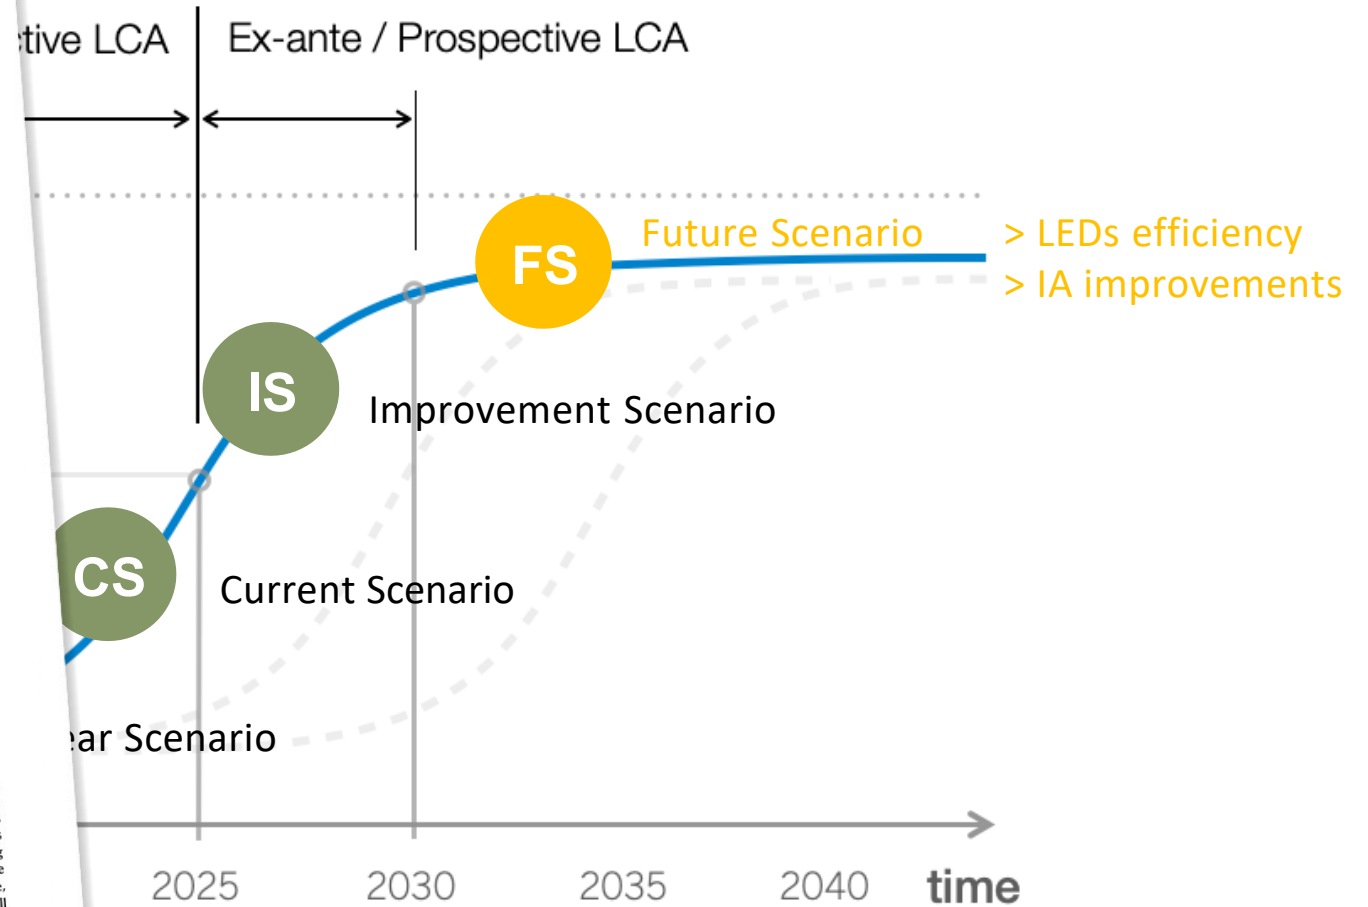 tive LCA
Ex-ante / Prospective LCA
FS
Future Scenario
> LEDs efficiency
> IA improvements
IS
Improvement Scenario
CS
Current Scenario
ear Scenario
2025 2030 2035 2040 time